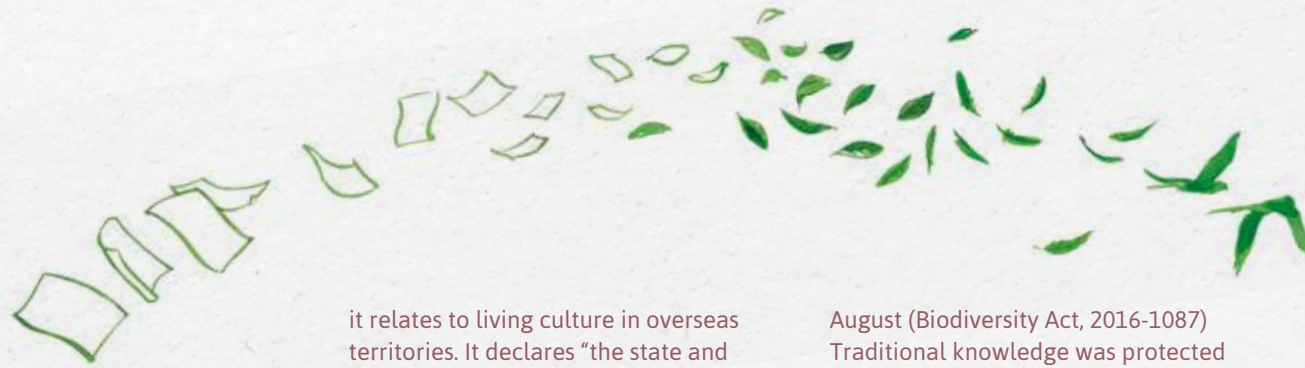 it relates to living culture in overseas
territories. It declares “the state and
August (Biodiversity Act, 2016-1087)
Traditional knowledge was protected